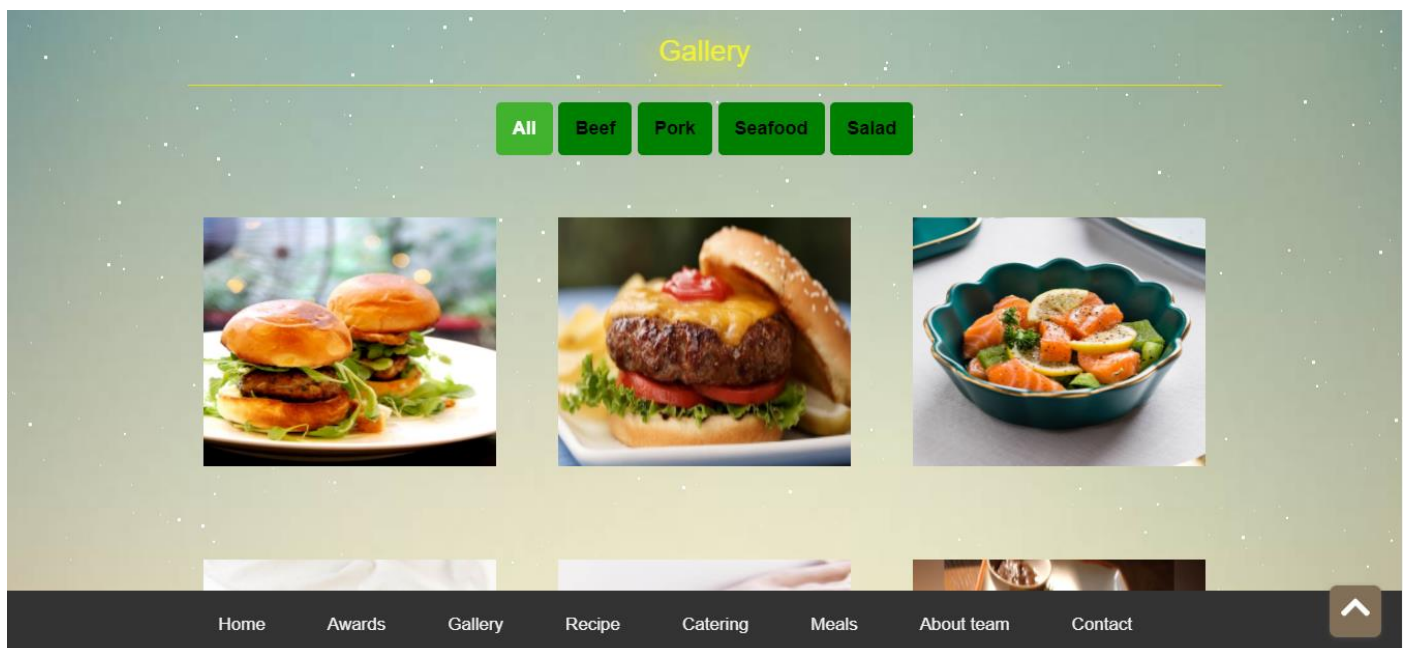 Gallery
All Beef Pork Seafood Salad
Home Awards Gallery Recipe Catering Meals About team Contact